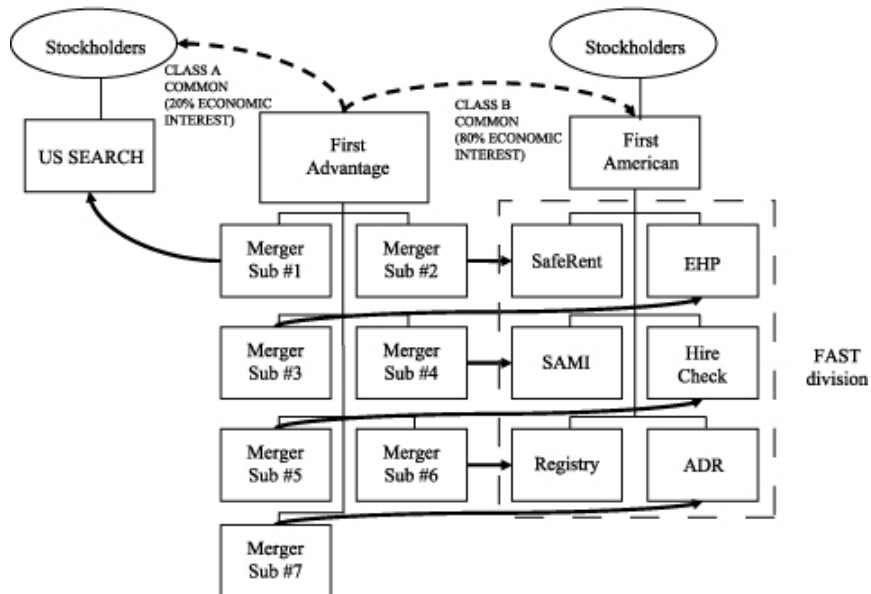 Stockholders
Stockholders
CLASS A
COMMON
(20% ECONOMIC
INTEREST)
CLASS B
COMMON
(80% ECONOMIC
INTEREST)
US SEARCH
First
Advantage
First
American
Merger
Sub #1
Merger
Sub #2
SafeRent
EHP
Merger
Sub #3
Merger
Sub #4
SAMI
Hire
Check
FAST
division
Merger
Sub #5
Merger
Sub #6
Registry
ADR
Merger
Sub #7